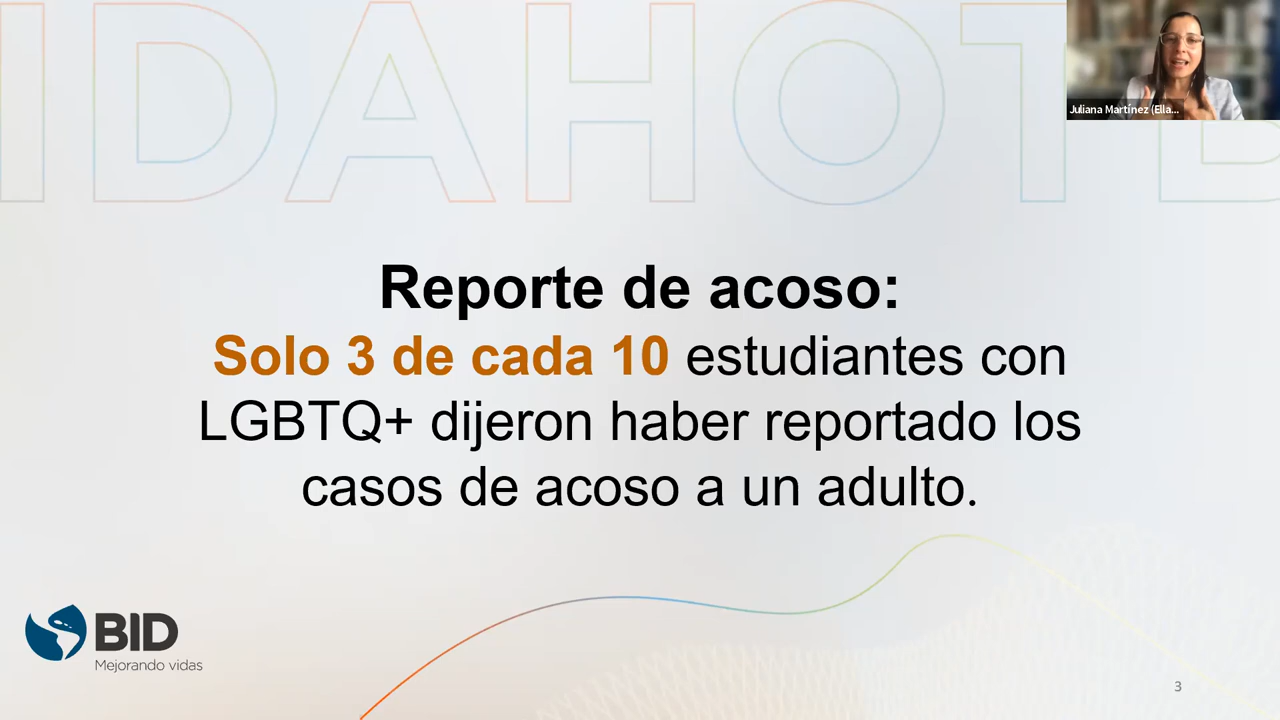 IDAHOT B
Juliana Martínez (Ella...
Reporte de acoso:
Solo 3 de cada 10 estudiantes con
LGBTQ+ dijeron haber reportado los
casos de acoso a un adulto.
BID
Mejorando vidas
3